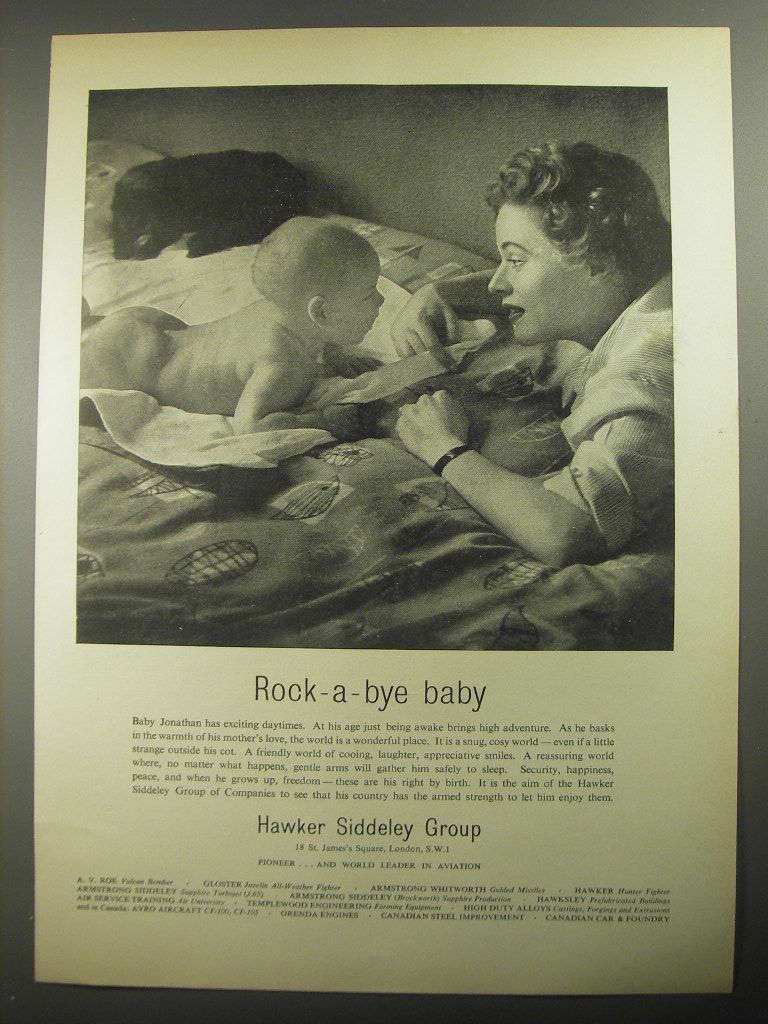 Rock-a-bye baby
Baby Jonathan has exciting daytimes. At his age just being awake brings high adventure. As he basks
in the warmth of his mother's love, the world is a wonderful place. It is a snug, cosy world — even if a little
strange outside his cot. A friendly world of cooing, laughter, appreciative smiles. A reassuring world
where, no matter what happens, gentle arms will gather him safely to sleep. Security, happiness,
peace, and when he grows up, freedom — these are his right by birth. It is the aim of the Hawker
Siddeley Group of Companies to see that his country has the armed strength to let him enjoy them.
Hawker Siddeley Group
18 St. James's Square, London, S.W.1
PIONEER . . . AND WORLD LEADER IN AVIATION
A. V. ROE Vulcan Bomber · GLOSTER Javelin All-Weather Fighter · ARMSTRONG WHITWORTH Guided Missiles · HAWKER Hunter Fighter
ARMSTRONG SIDDELEY Sapphire Turbojet (J.65) ARMSTRONG SIDDELEY (Brockworth) Sapphire Production · HAWKSLEY Prefabricated Buildings
AIR SERVICE TRAINING Air University · TEMPLEWOOD ENGINEERING Farming Equipment · HIGH DUTY ALLOYS Castings, Forgings and Extrusions
and in Canada: AVRO AIRCRAFT CF-100, CF-105 · ORENDA ENGINES · CANADIAN STEEL IMPROVEMENT · CANADIAN CAR & FOUNDRY